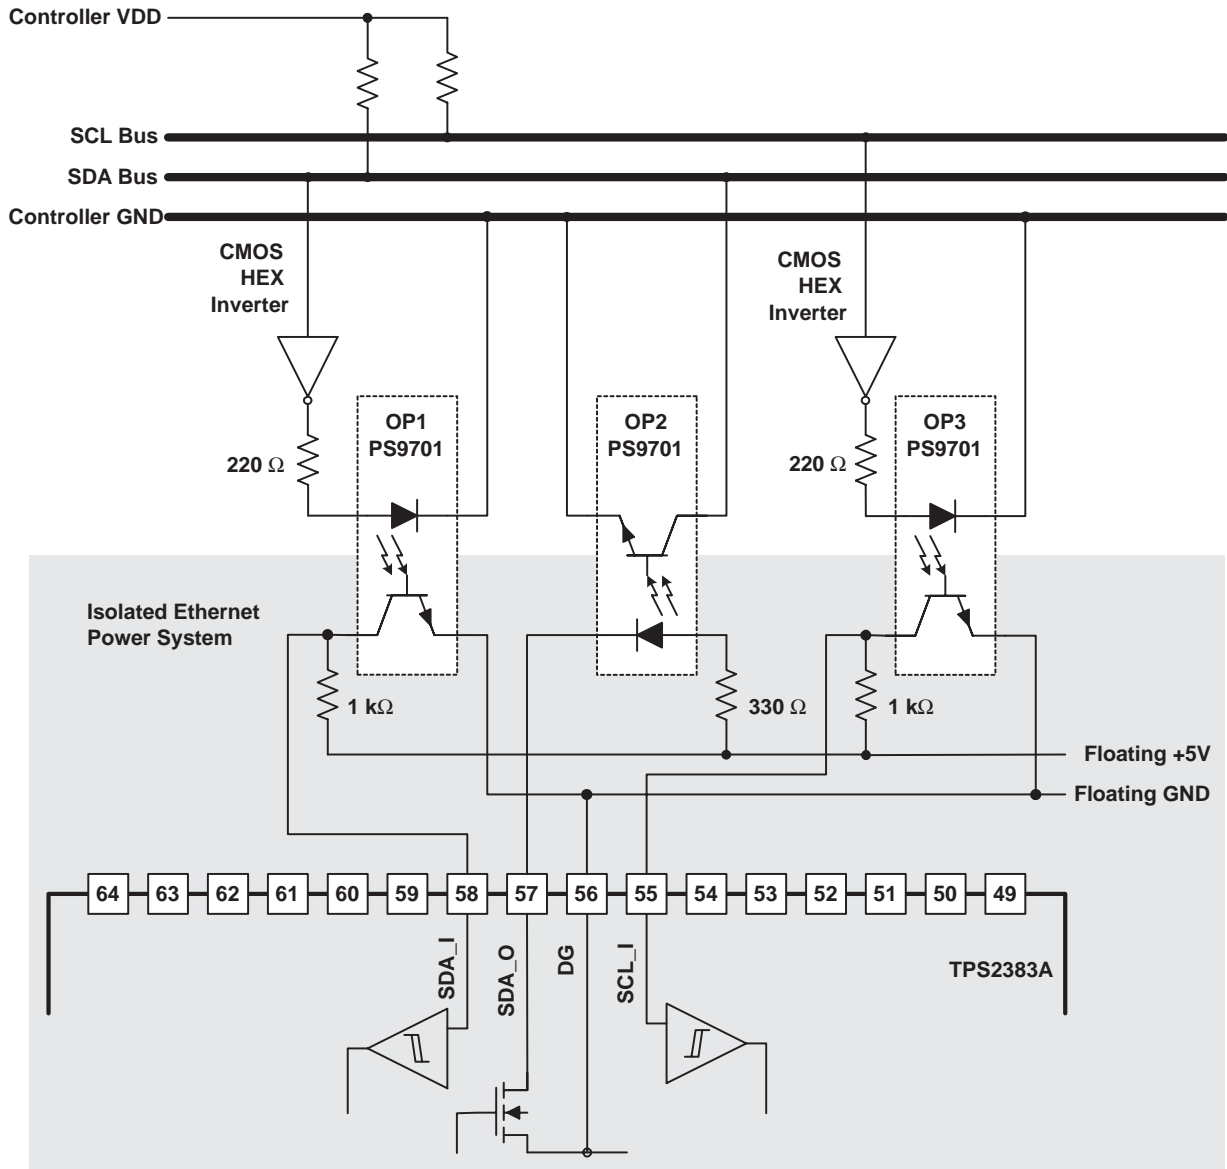 Controller VDD
SCL Bus
SDA Bus
Controller GND
CMOS
HEX
Inverter
CMOS
HEX
Inverter
OP1
PS9701
OP2
PS9701
OP3
PS9701
220 Ω
220 Ω
Isolated Ethernet
Power System
1 kΩ
330 Ω
1 kΩ
Floating +5V
Floating GND
64
63
62
61
60
59
58
57
56
55
54
53
52
51
50
49
SDA_I
SDA_O
DG
SCL_I
TPS2383A